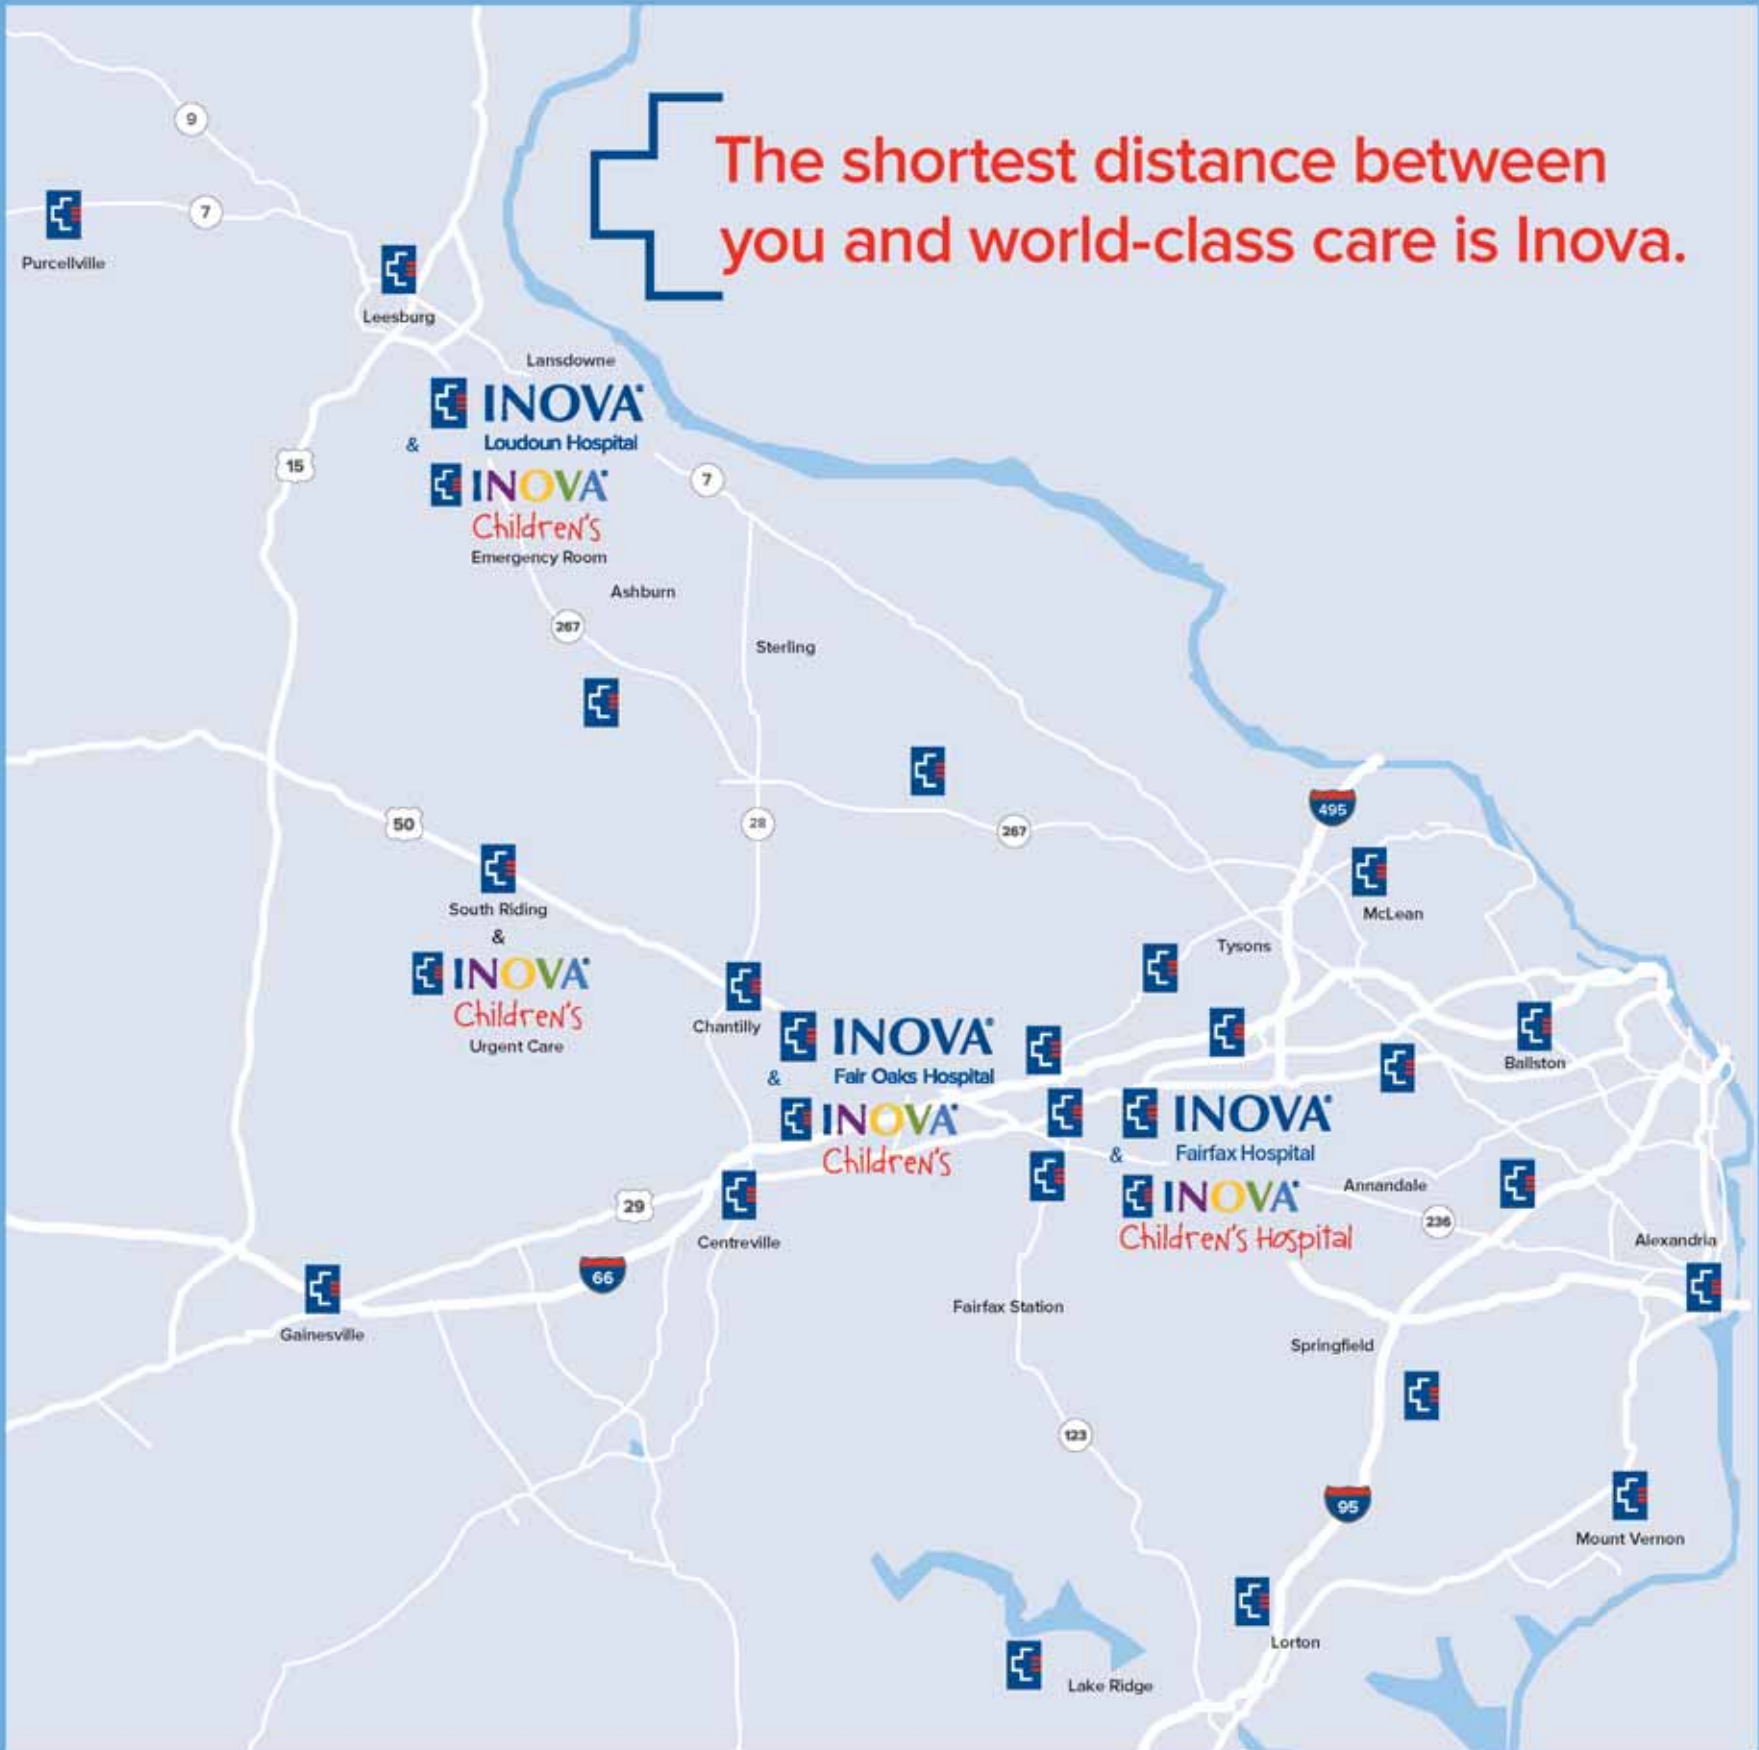 The shortest distance between
you and world-class care is Inova.
9
7
Purcellville
Leesburg
Lansdowne
INOVA®
& Loudoun Hospital
INOVA®
Children's
Emergency Room
15
7
Ashburn
267
Sterling
50
28
267
495
South Riding
&
INOVA®
Children's
Urgent Care
McLean
Tysons
Chantilly
INOVA®
& Fair Oaks Hospital
INOVA®
Children's
Ballston
INOVA®
& Fairfax Hospital
INOVA®
Children's Hospital
Annandale
236
Alexandria
29
Centreville
66
Gainesville
Fairfax Station
Springfield
123
95
Mount Vernon
Lorton
Lake Ridge